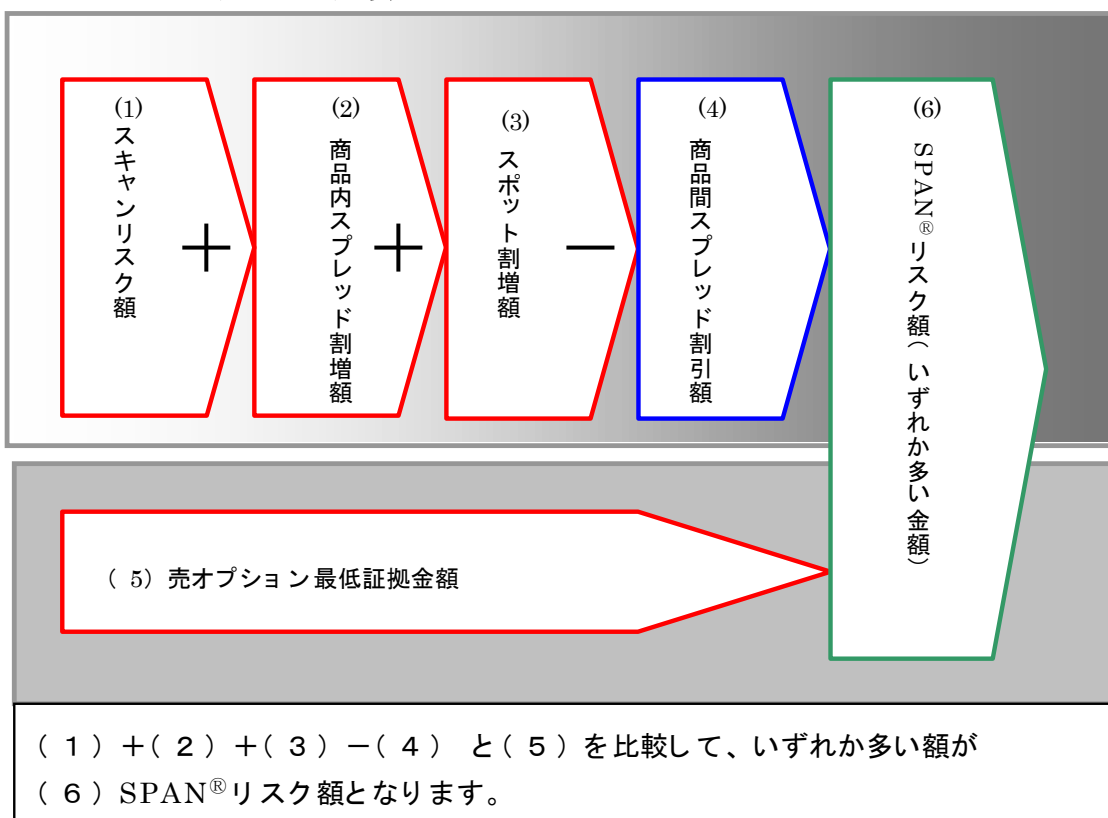 (1)
スキャンリスク額
＋
(2)
商品内スプレッド割増額
＋
(3)
スポット割増額
－
(4)
商品間スプレッド割引額
(6)
SPAN®リスク額（いずれか多い金額）
（5）売オプション最低証拠金額
（１）＋（２）＋（３）－（４） と（５）を比較して、いずれか多い額が
（６）SPAN®リスク額となります。